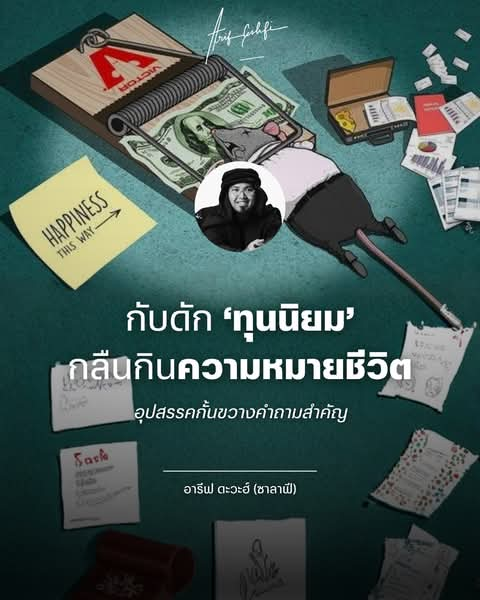 VICTOR
HAPPINESS
THIS WAY
กับดัก ‘ทุนนิยม’
กลืนกินความหมายชีวิต
อุปสรรคกั้นขวางคำถามสำคัญ
อารีฟ ดะวะฮ์ (ซาลาฟี)